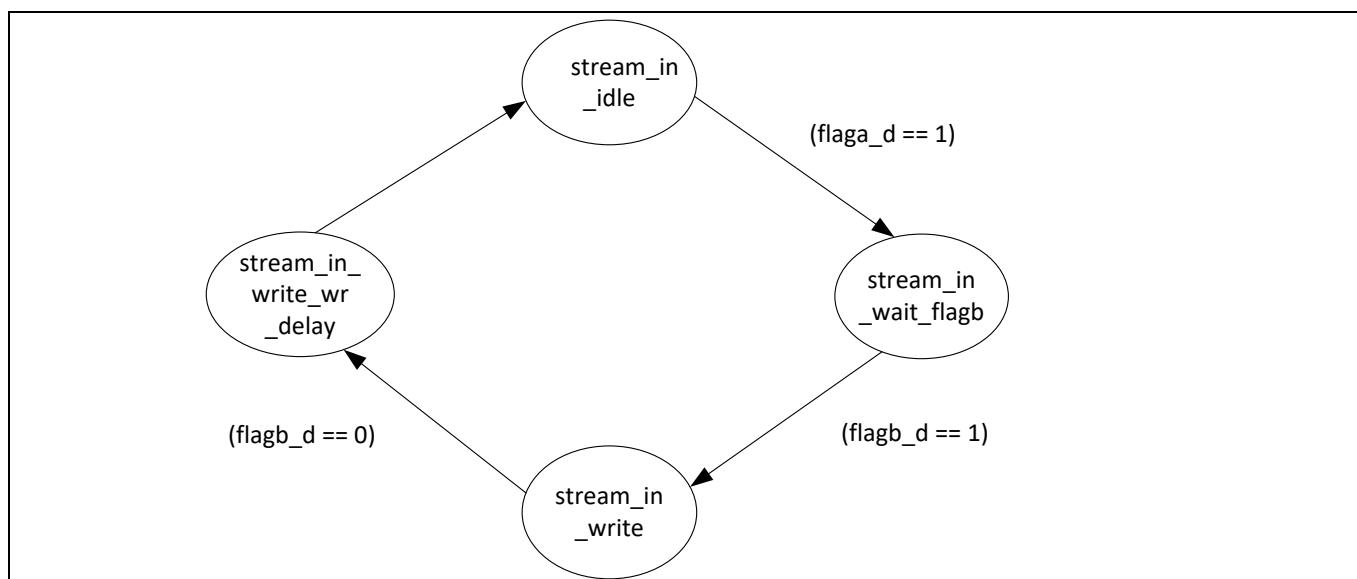 stream_in
_idle
(flaga_d == 1)
stream_in_
write_wr
_delay
stream_in
_wait_flagb
(flagb_d == 0)
(flagb_d == 1)
stream_in
_write